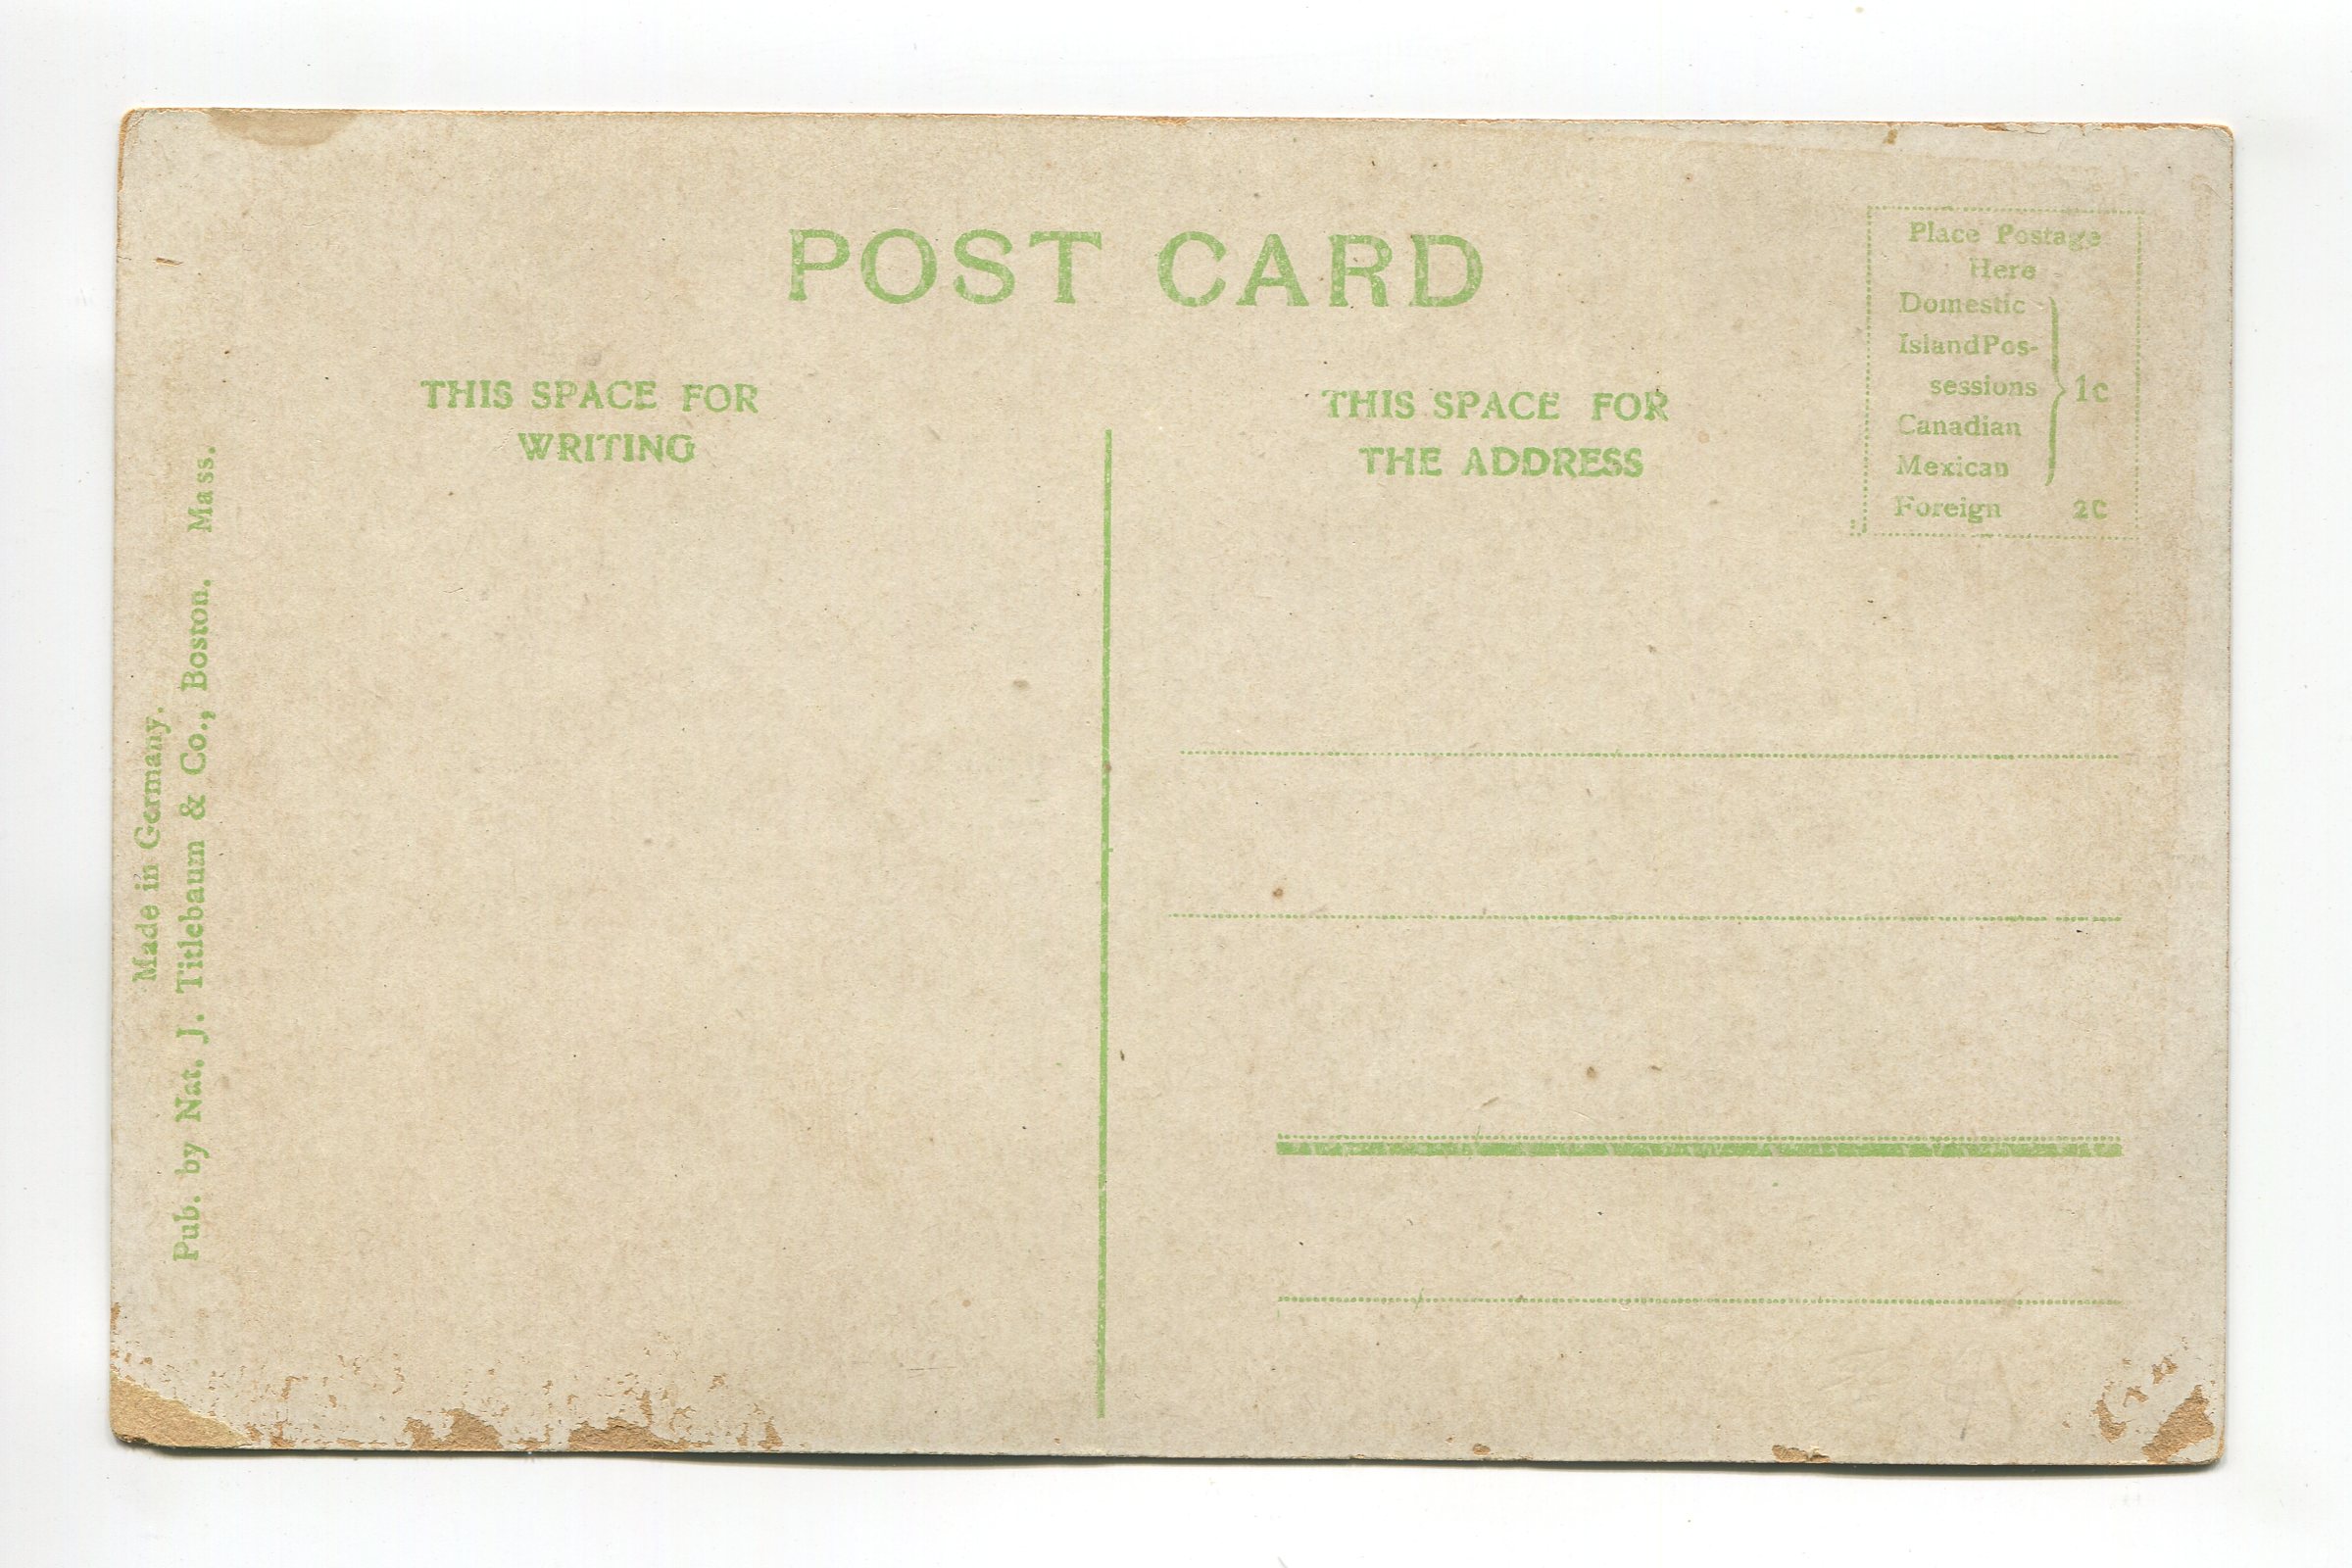 POST CARD
THIS SPACE FOR
WRITING
THIS SPACE FOR
THE ADDRESS
Place Postage
Here
Domestic
Island Pos-
sessions 1c
Canadian
Mexican
Foreign 2c
Made in Germany.
Pub. by Nat. J. Titlebaum & Co., Boston. Mass.